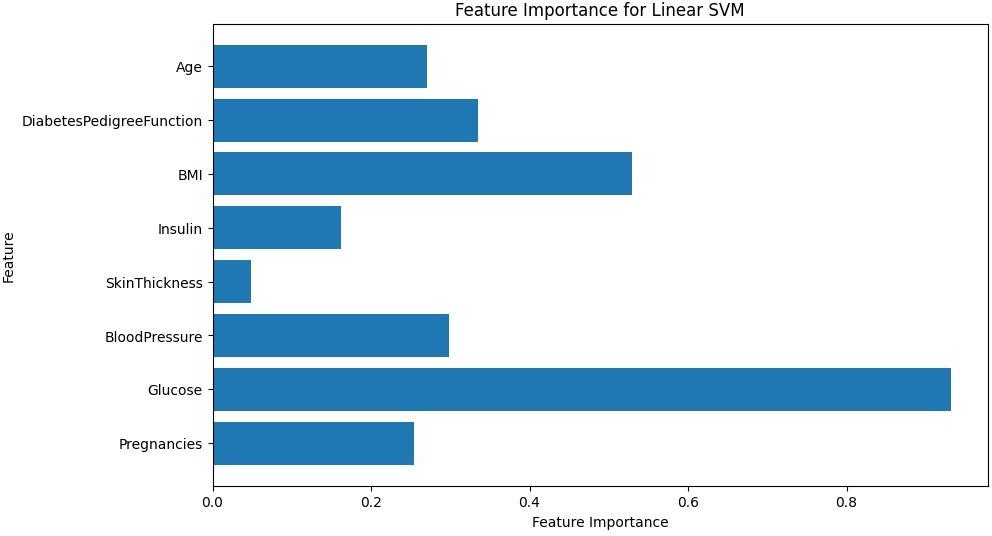 Feature Importance for Linear SVM
Feature
Age
DiabetesPedigreeFunction
BMI
Insulin
SkinThickness
BloodPressure
Glucose
Pregnancies
0.0 0.2 0.4 0.6 0.8
Feature Importance